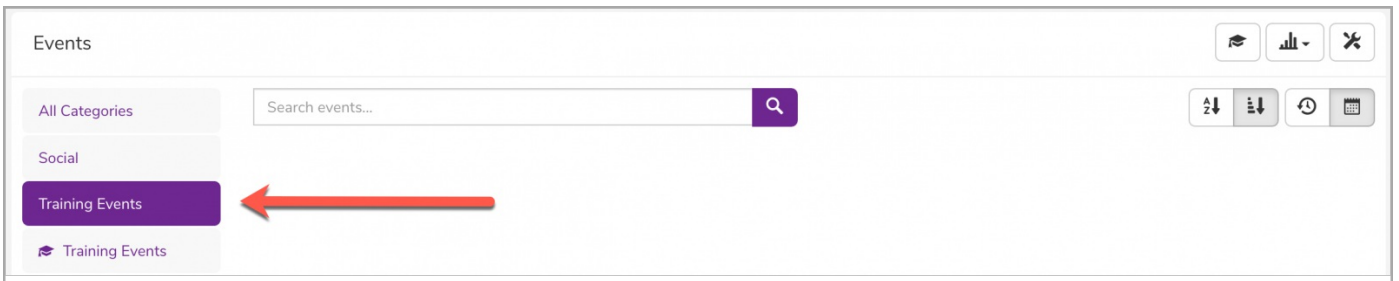 Events
All Categories
Search events...
Social
Training Events
Training Events